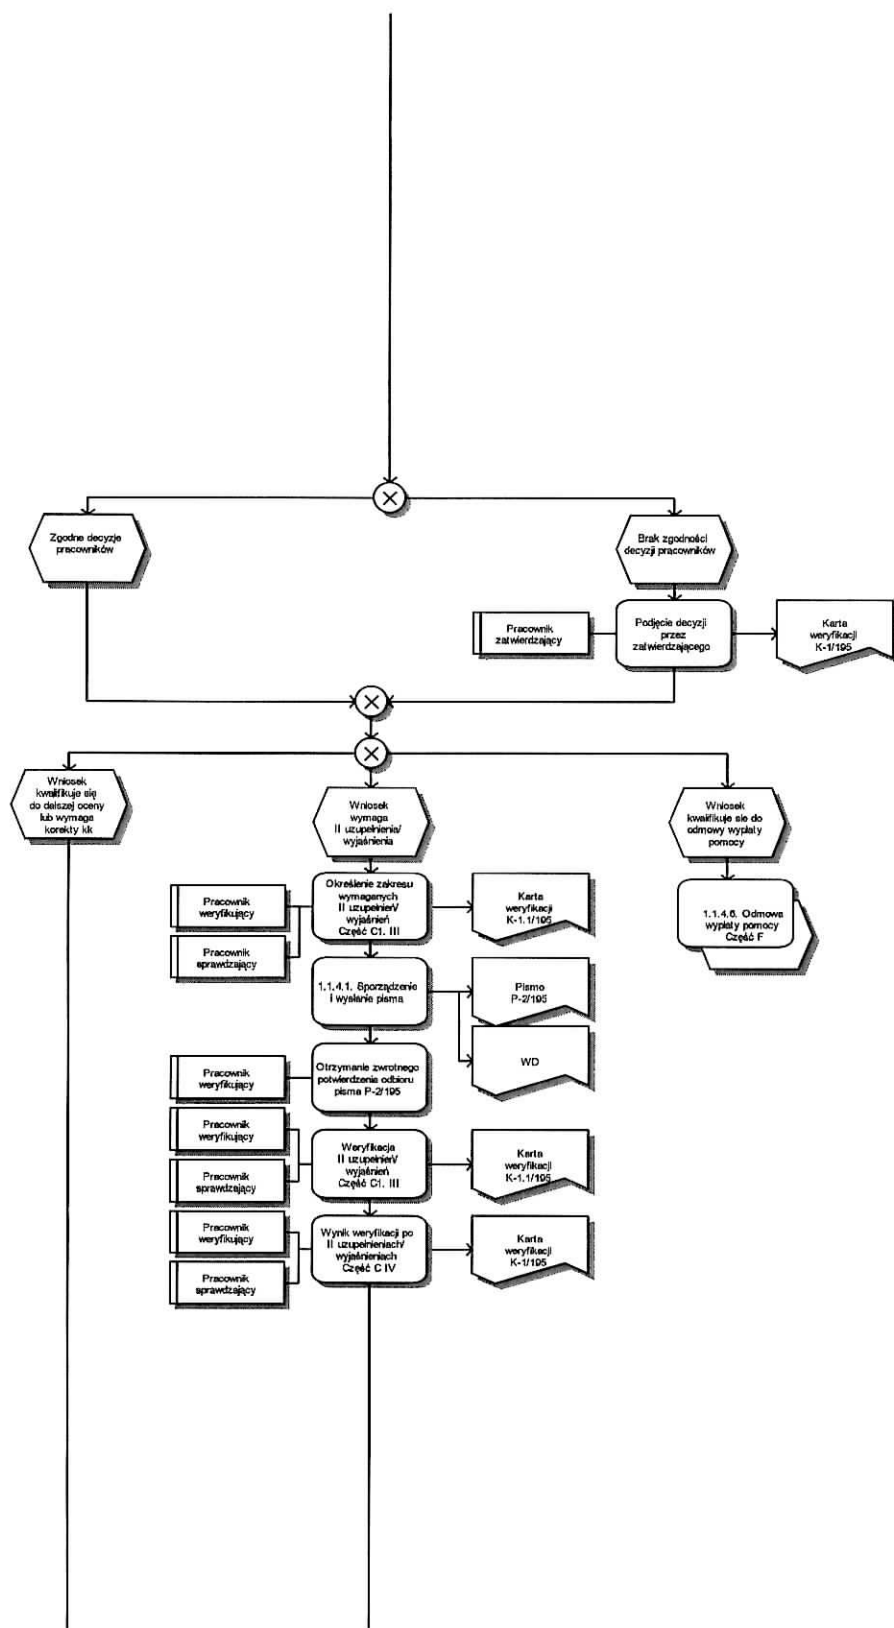 Zgodne decyzje
pracowników
Brak zgodności
decyzji pracowników
Pracownik
zatwierdzający
Podjęcie decyzji
przez
zatwierdzającego
Karta
weryfikacji
K-1/195
Wniosek
kwalifikuje się
do dalszej oceny
lub wymaga
korekty kk
Wniosek
wymaga
II uzupełnienia/
wyjaśnienia
Wniosek
kwalifikuje sie do
odmowy wypłaty
pomocy
Pracownik
weryfikujący
Pracownik
sprawdzający
Określenie zakresu
wymaganych
II uzupełnień/
wyjaśnień
Część C1. III
Karta
weryfikacji
K-1.1/195
1.1.4.6. Odmowa
wypłaty pomocy
Część F
1.1.4.1. Sporządzenie
i wysłanie pisma
Pismo
P-2/195
WD
Pracownik
weryfikujący
Otrzymanie zwrotnego
potwierdzenia odbioru
pisma P-2/195
Pracownik
weryfikujący
Pracownik
sprawdzający
Weryfikacja
II uzupełnień/
wyjaśnień
Część C1. III
Karta
weryfikacji
K-1.1/195
Pracownik
weryfikujący
Pracownik
sprawdzający
Wynik weryfikacji po
II uzupełnieniach/
wyjaśnieniach
Część C IV
Karta
weryfikacji
K-1/195